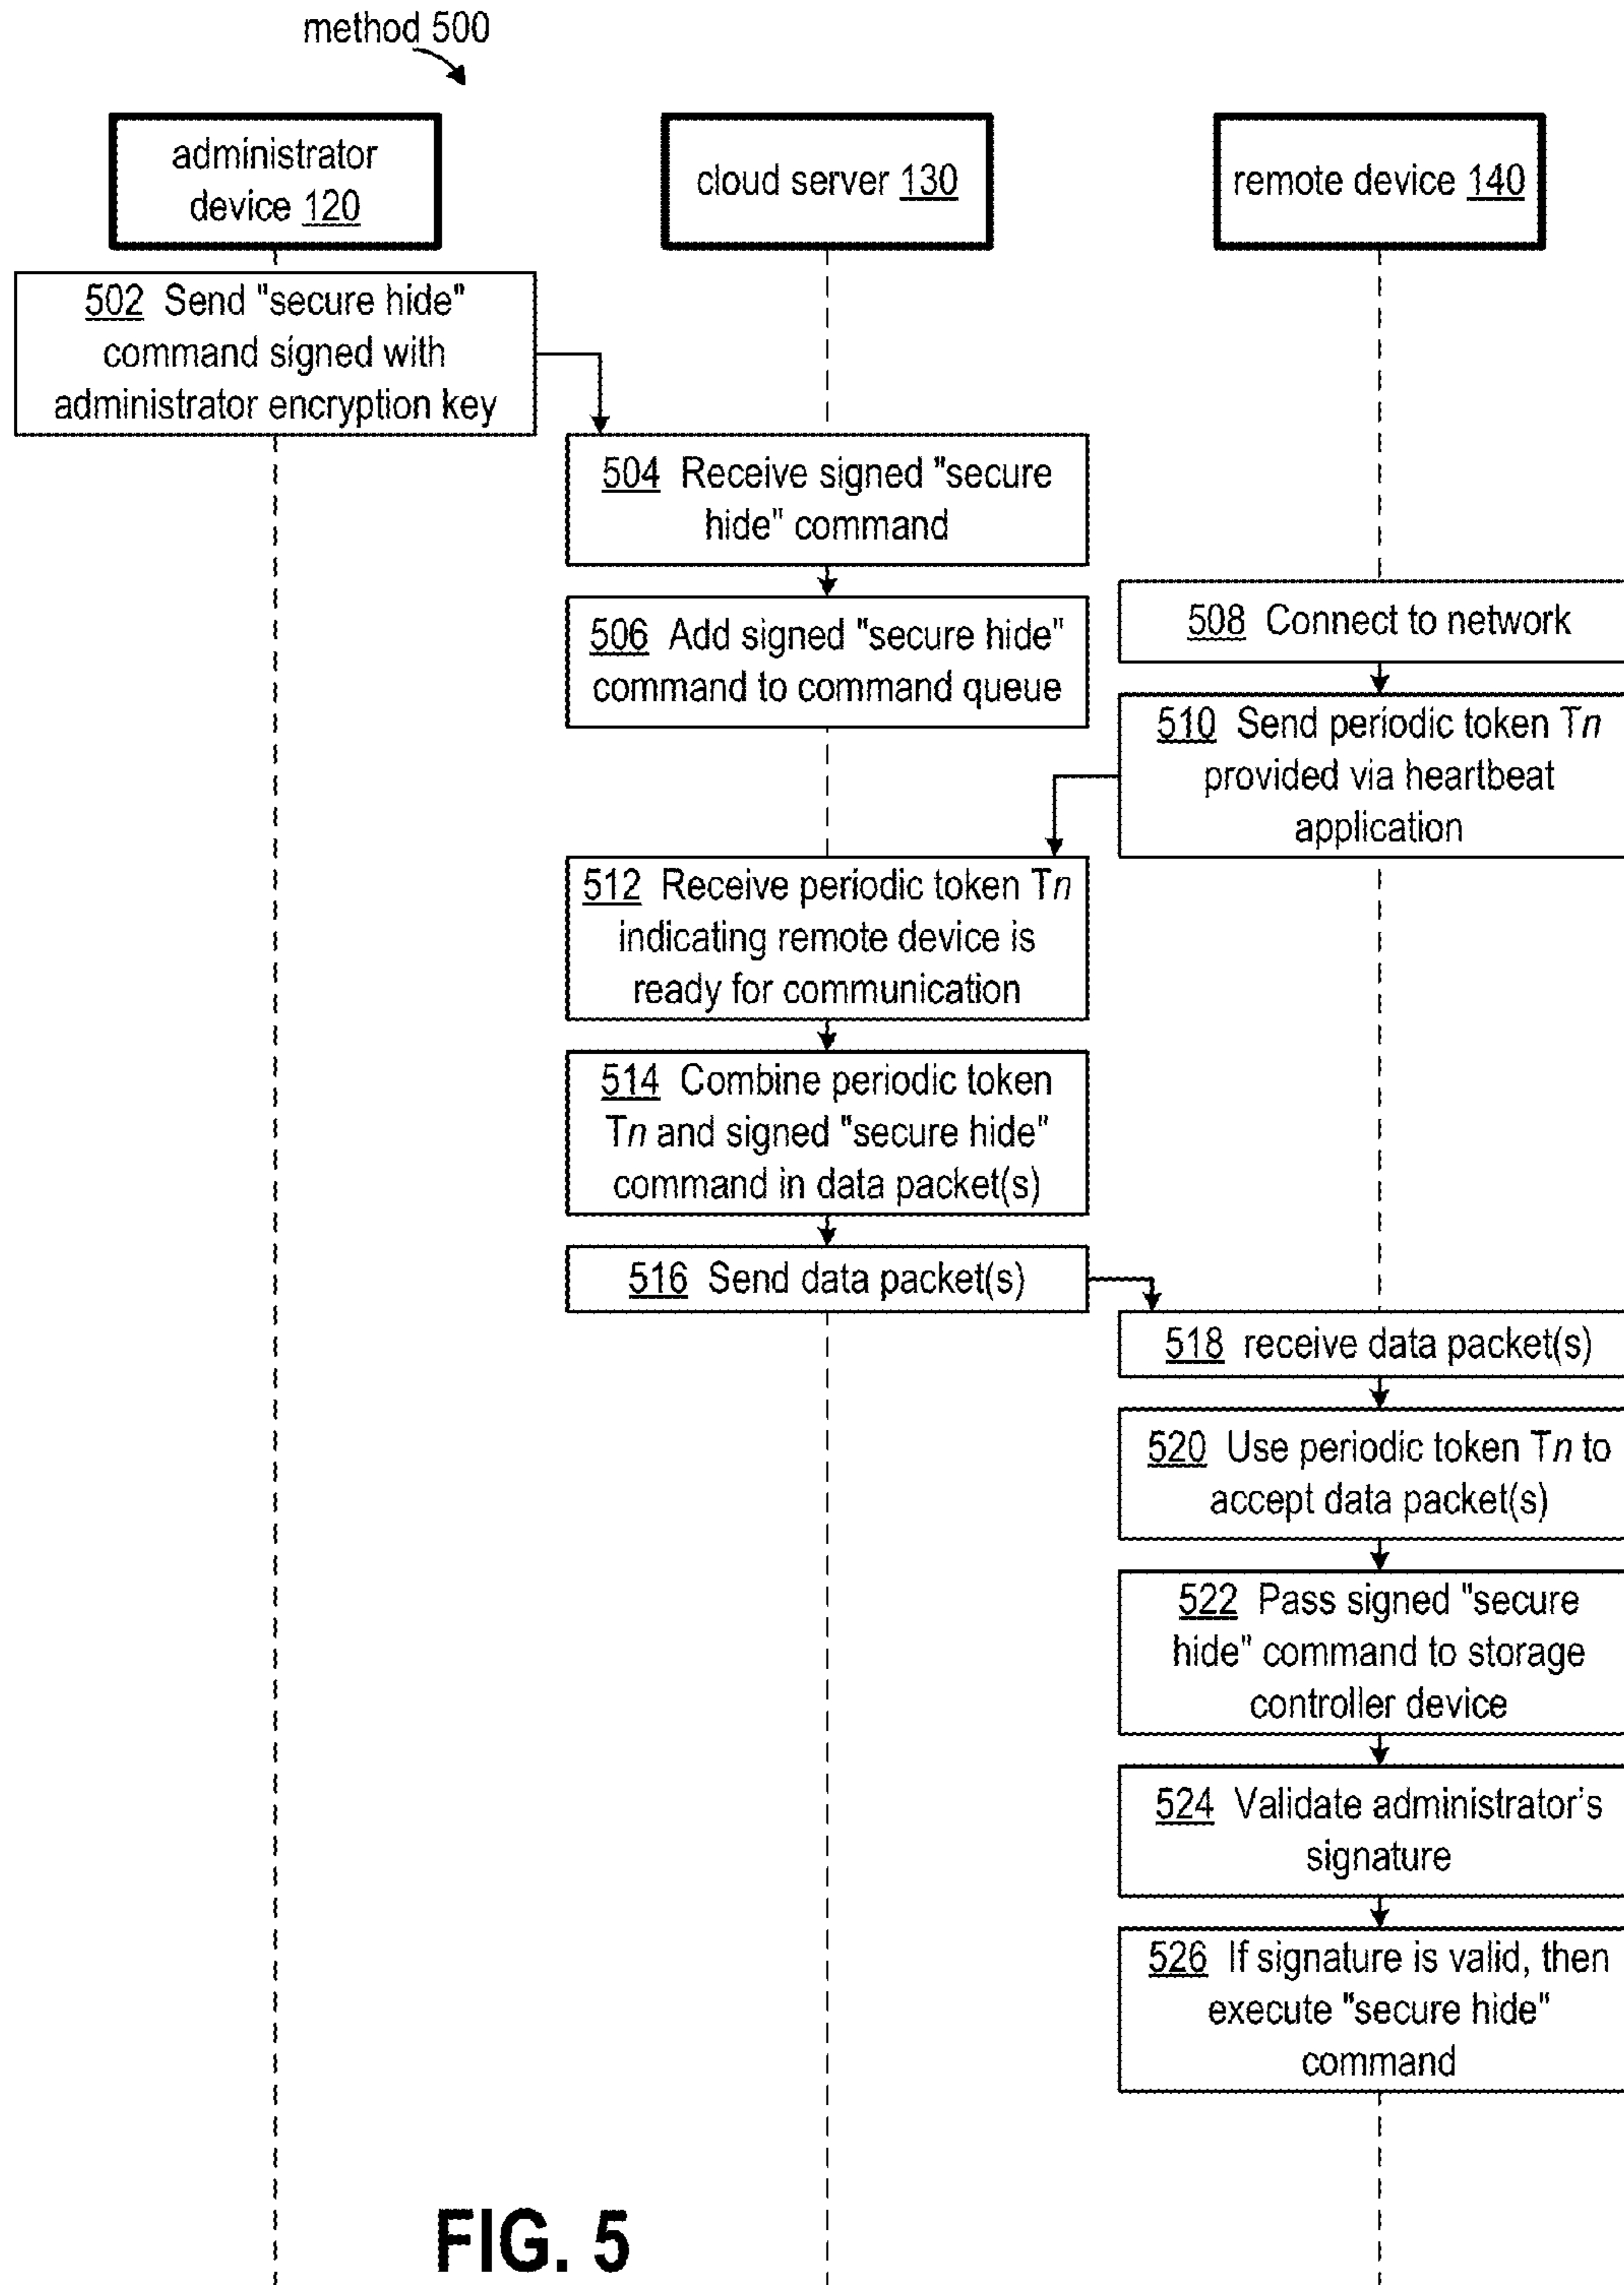 method 500
administrator
device 120
cloud server 130
remote device 140
502 Send "secure hide"
command signed with
administrator encryption key
504 Receive signed "secure
hide" command
506 Add signed "secure hide"
command to command queue
508 Connect to network
510 Send periodic token Tn
provided via heartbeat
application
512 Receive periodic token Tn
indicating remote device is
ready for communication
514 Combine periodic token
Tn and signed "secure hide"
command in data packet(s)
516 Send data packet(s)
518 receive data packet(s)
520 Use periodic token Tn to
accept data packet(s)
522 Pass signed "secure
hide" command to storage
controller device
524 Validate administrator's
signature
526 If signature is valid, then
execute "secure hide"
command
FIG. 5